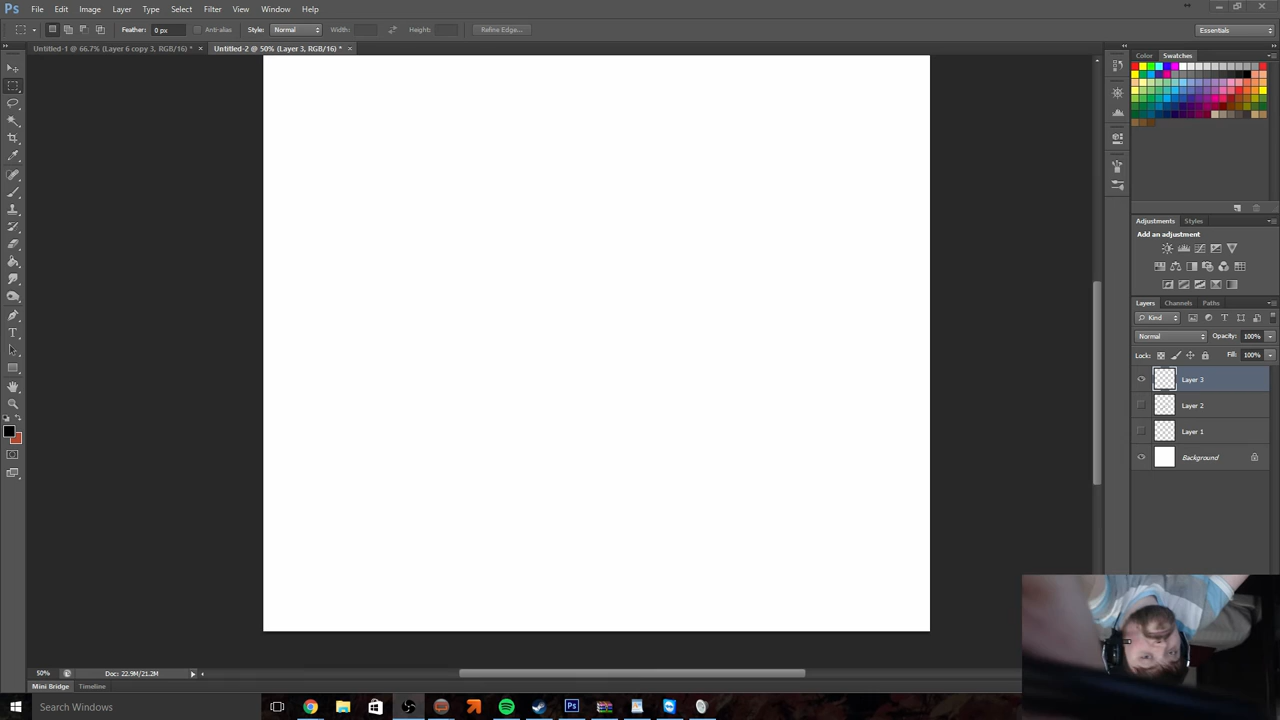 Ps File Edit Image Layer Type Select Filter View Window Help
Feather: 0 px Anti-alias Style: Normal Width: Height: Refine Edge... Essentials
Untitled-1 @ 66.7% (Layer 6 copy 3, RGB/16) * × Untitled-2 @ 50% (Layer 3, RGB/16) * ×
Color Swatches
Adjustments Styles
Add an adjustment
Layers Channels Paths
Kind
Normal Opacity: 100%
Lock: Fill: 100%
Layer 3
Layer 2
Layer 1
Background
50% Doc: 22.9M/21.2M
Mini Bridge Timeline
Search Windows
Ps